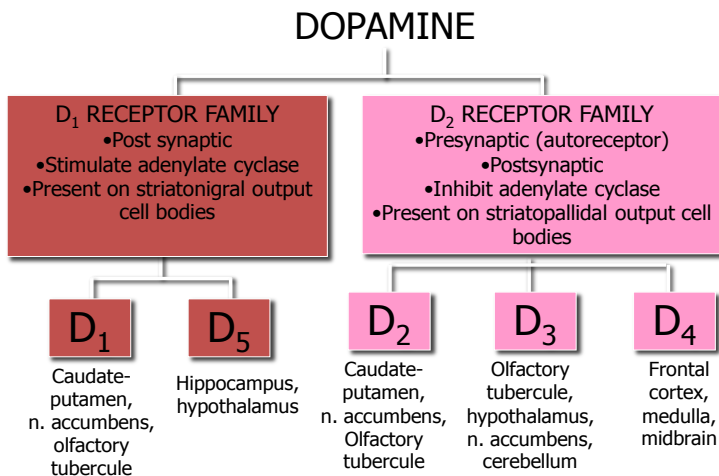 DOPAMINE
D₁ RECEPTOR FAMILY
•Post synaptic
•Stimulate adenylate cyclase
•Present on striatonigral output
cell bodies
D₂ RECEPTOR FAMILY
•Presynaptic (autoreceptor)
•Postsynaptic
•Inhibit adenylate cyclase
•Present on striatopallidal output cell
bodies
D₁
Caudate-
putamen,
n. accumbens,
olfactory
tubercule
D₅
Hippocampus,
hypothalamus
D₂
Caudate-
putamen,
n. accumbens,
Olfactory
tubercule
D₃
Olfactory
tubercule,
hypothalamus,
n. accumbens,
cerebellum
D₄
Frontal
cortex,
medulla,
midbrain